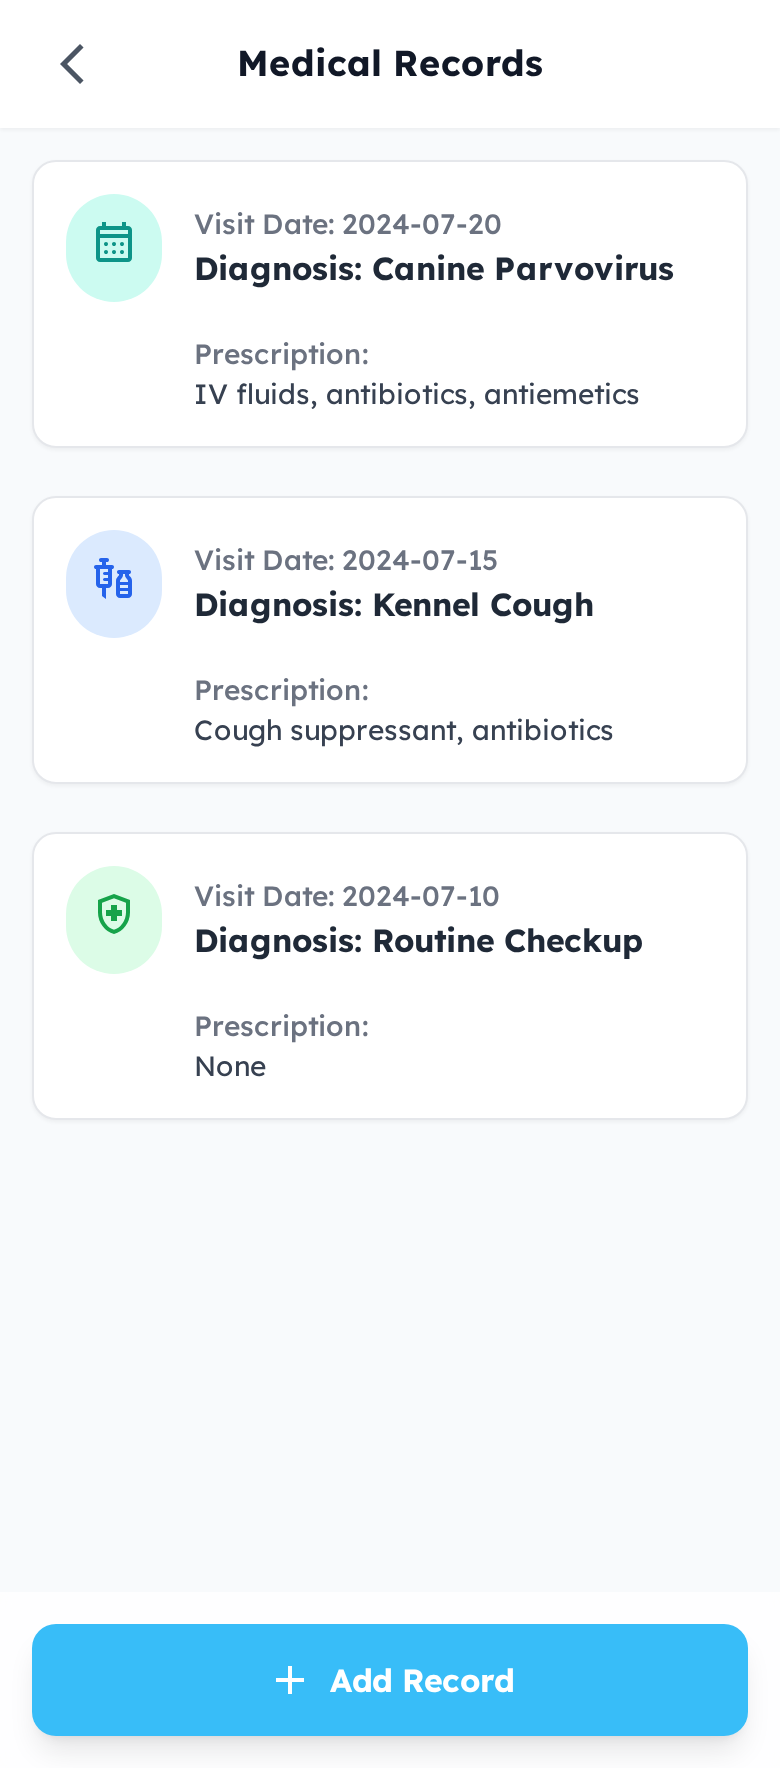 Medical Records
Visit Date: 2024-07-20
Diagnosis: Canine Parvovirus
Prescription:
IV fluids, antibiotics, antiemetics
Visit Date: 2024-07-15
Diagnosis: Kennel Cough
Prescription:
Cough suppressant, antibiotics
Visit Date: 2024-07-10
Diagnosis: Routine Checkup
Prescription:
None
Add Record